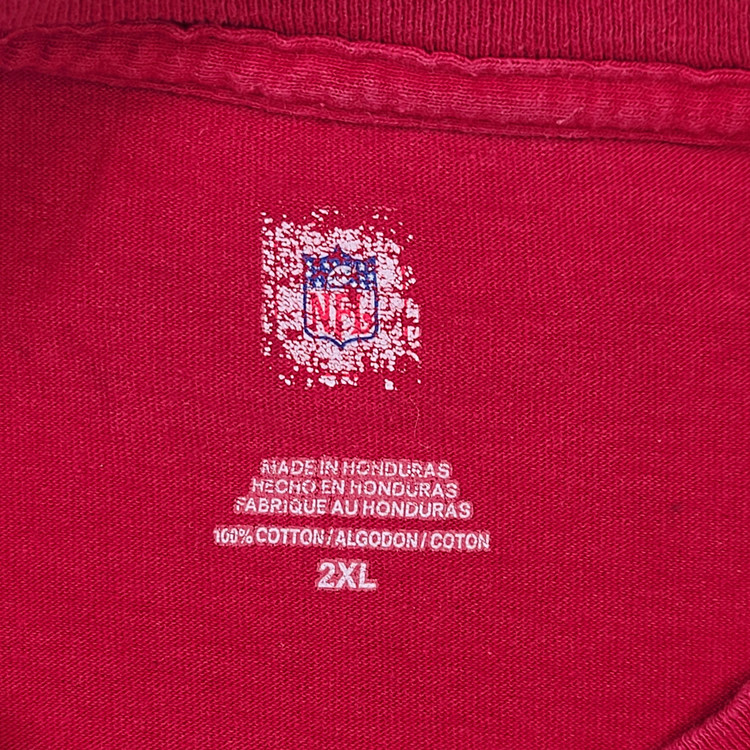 NFL
MADE IN HONDURAS
HECHO EN HONDURAS
FABRIQUE AU HONDURAS
100% COTTON / ALGODON / COTON
2XL